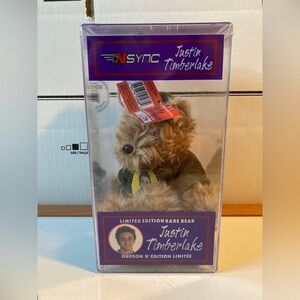 NSYNC
Justin
Timberlake
LIMITED EDITION RARE BEAR
Justin
Timberlake
OURSON D'EDITION LIMITÉE